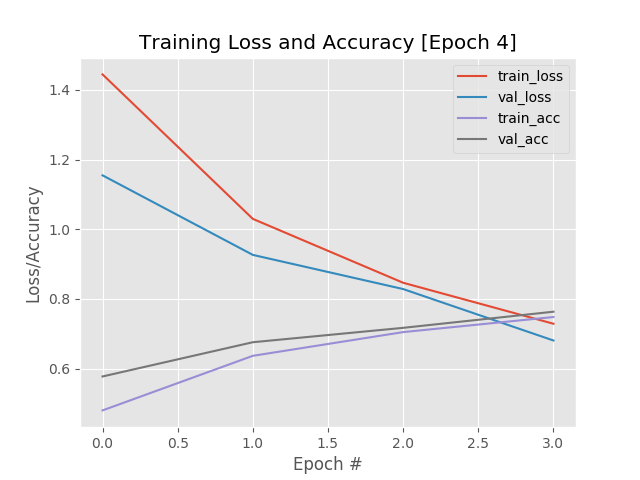 Training Loss and Accuracy [Epoch 4]
train_loss
val_loss
train_acc
val_acc
1.4
1.2
1.0
0.8
0.6
Loss/Accuracy
0.0 0.5 1.0 1.5 2.0 2.5 3.0
Epoch #